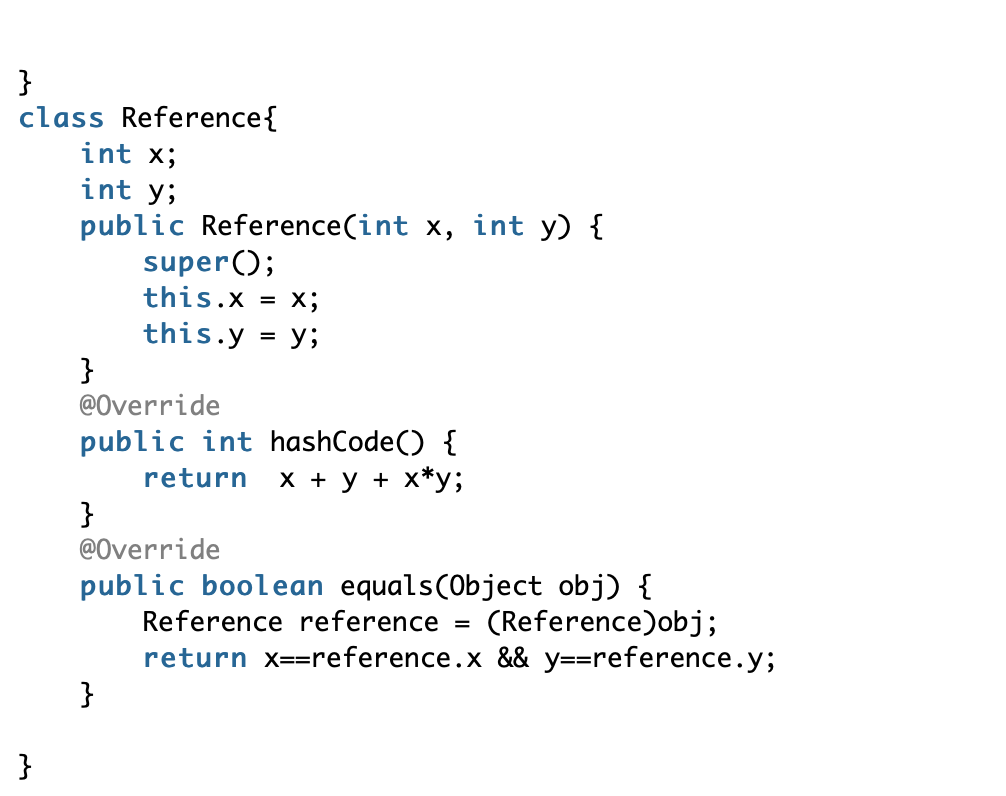 }
class Reference{
    int x;
    int y;
    public Reference(int x, int y) {
        super();
        this.x = x;
        this.y = y;
    }
    @Override
    public int hashCode() {
        return  x + y + x*y;
    }
    @Override
    public boolean equals(Object obj) {
        Reference reference = (Reference)obj;
        return x==reference.x && y==reference.y;
    }
}